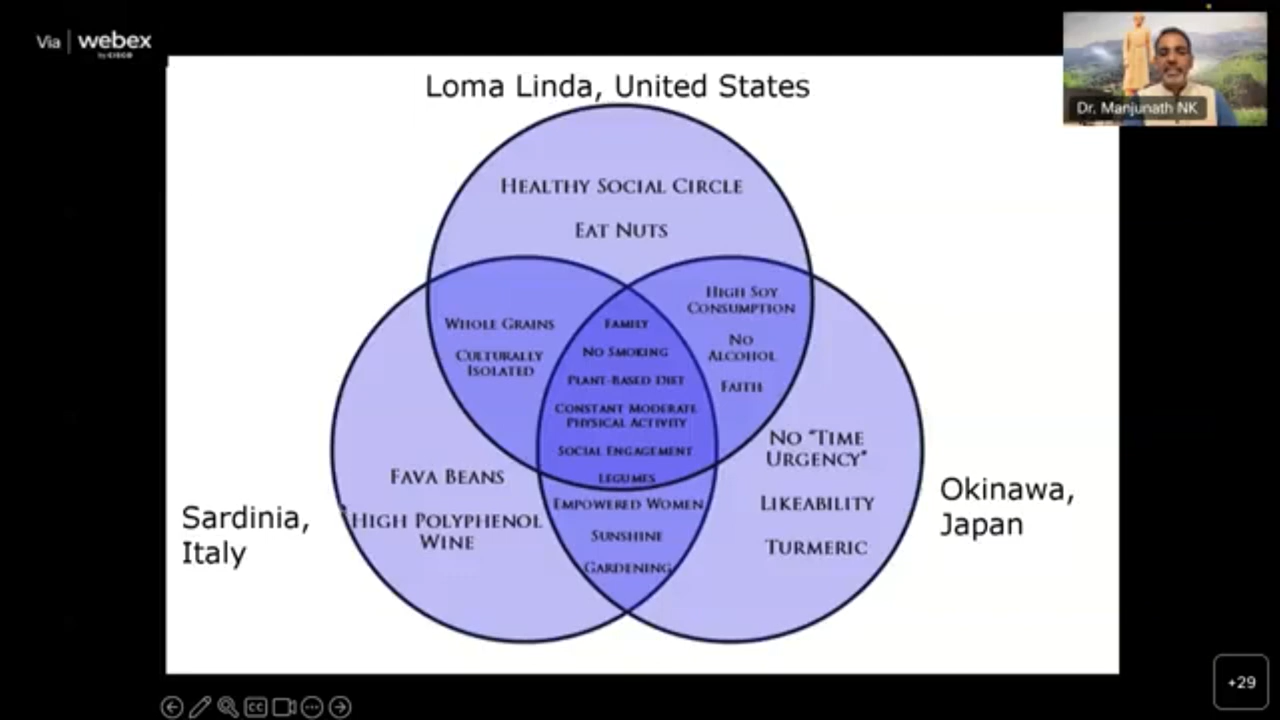 Via | webex
by CISCO
Dr. Manjunath NK
Loma Linda, United States
HEALTHY SOCIAL CIRCLE
EAT NUTS
WHOLE GRAINS
CULTURALLY
ISOLATED
FAMILY
NO SMOKING
PLANT-BASED DIET
CONSTANT MODERATE
PHYSICAL ACTIVITY
SOCIAL ENGAGEMENT
LEGUMES
HIGH SOY
CONSUMPTION
NO
ALCOHOL
FAITH
FAVA BEANS
HIGH POLYPHENOL
WINE
EMPOWERED WOMEN
SUNSHINE
GARDENING
NO "TIME
URGENCY"
LIKEABILITY
TURMERIC
Sardinia,
Italy
Okinawa,
Japan
CC
+29